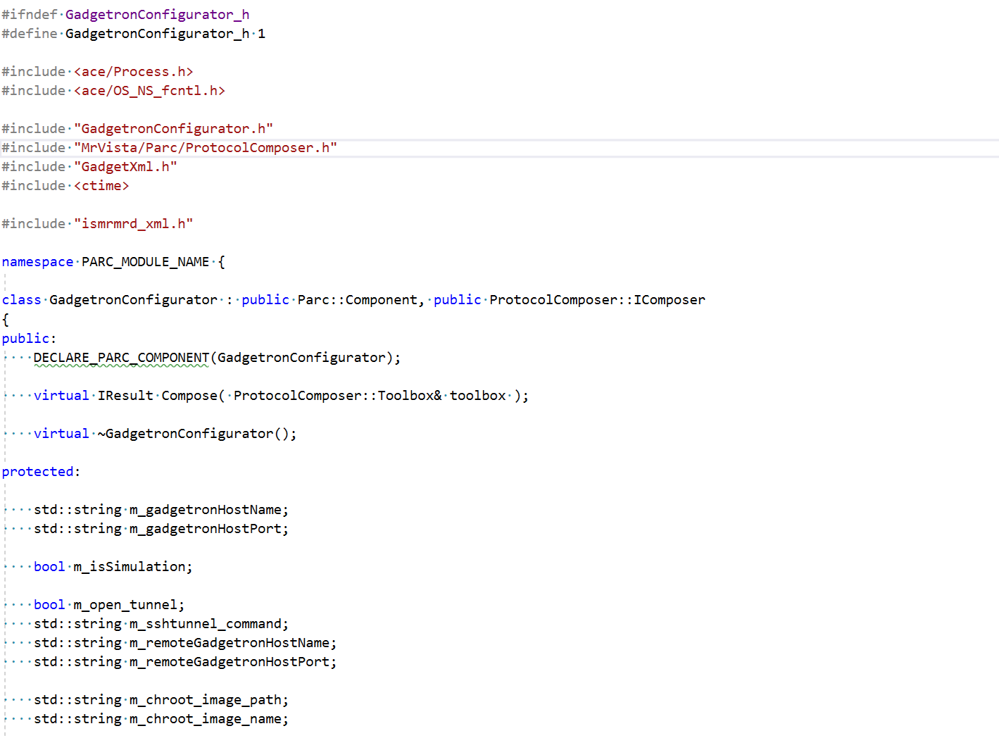 #ifndef GadgetronConfigurator_h
#define GadgetronConfigurator_h 1
#include <ace/Process.h>
#include <ace/OS_NS_fcntl.h>
#include "GadgetronConfigurator.h"
#include "MrVista/Parc/ProtocolComposer.h"
#include "GadgetXml.h"
#include <ctime>
#include "ismrmrd_xml.h"
namespace PARC_MODULE_NAME {
class GadgetronConfigurator : public Parc::Component, public ProtocolComposer::IComposer
{
public:
    DECLARE_PARC_COMPONENT(GadgetronConfigurator);
    virtual IResult Compose( ProtocolComposer::Toolbox& toolbox );
    virtual ~GadgetronConfigurator();
protected:
    std::string m_gadgetronHostName;
    std::string m_gadgetronHostPort;
    bool m_isSimulation;
    bool m_open_tunnel;
    std::string m_sshtunnel_command;
    std::string m_remoteGadgetronHostName;
    std::string m_remoteGadgetronHostPort;
    std::string m_chroot_image_path;
    std::string m_chroot_image_name;